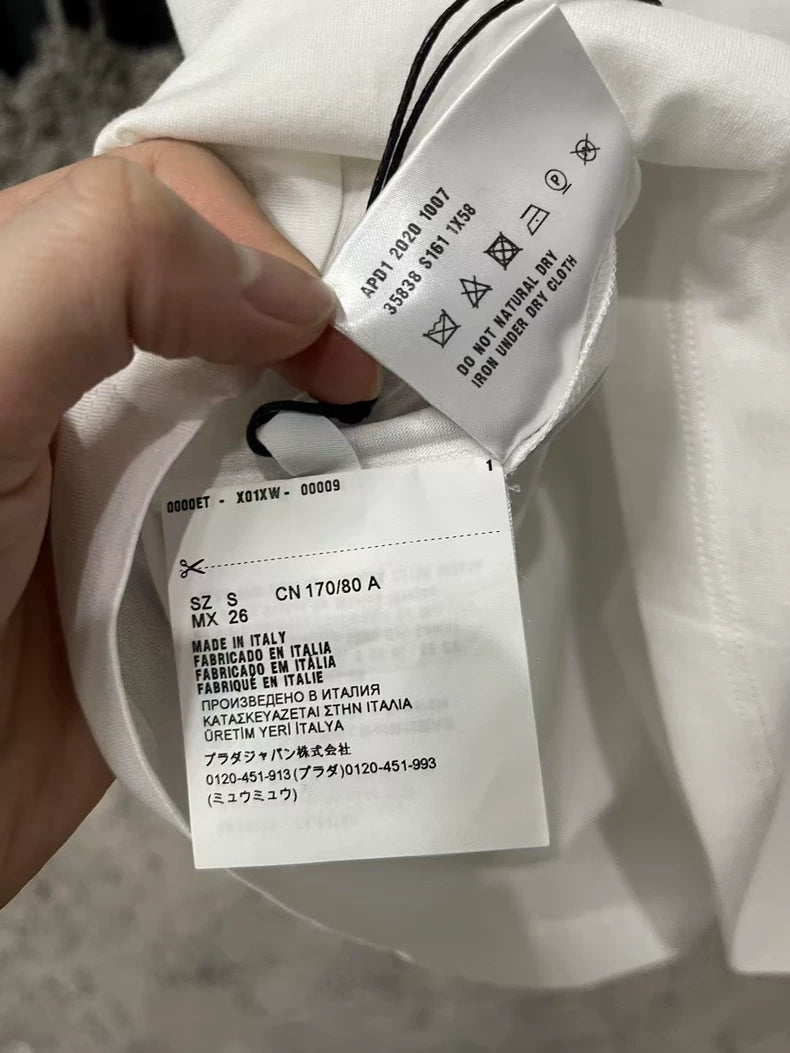 APD1 2020 1007
35838 S161 1X58
DO NOT NATURAL DRY
IRON UNDER DRY CLOTH
1
0000ET - X01XW - 00009
SZ S CN 170/80 A
MX 26
MADE IN ITALY
FABRICADO EN ITALIA
FABRICADO EM ITÀLIA
FABRIQUÉ EN ITALIE
ПРОИЗВЕДЕНО В ИТАЛИЯ
ΚΑΤΑΣΚΕΥΑΖΕΤΑΙ ΣΤΗΝ ΙΤΑΛΙΑ
ÜRETİM YERİ İTALYA
プラダジャパン株式会社
0120-451-913(プラダ)0120-451-993
(ミュウミュウ)